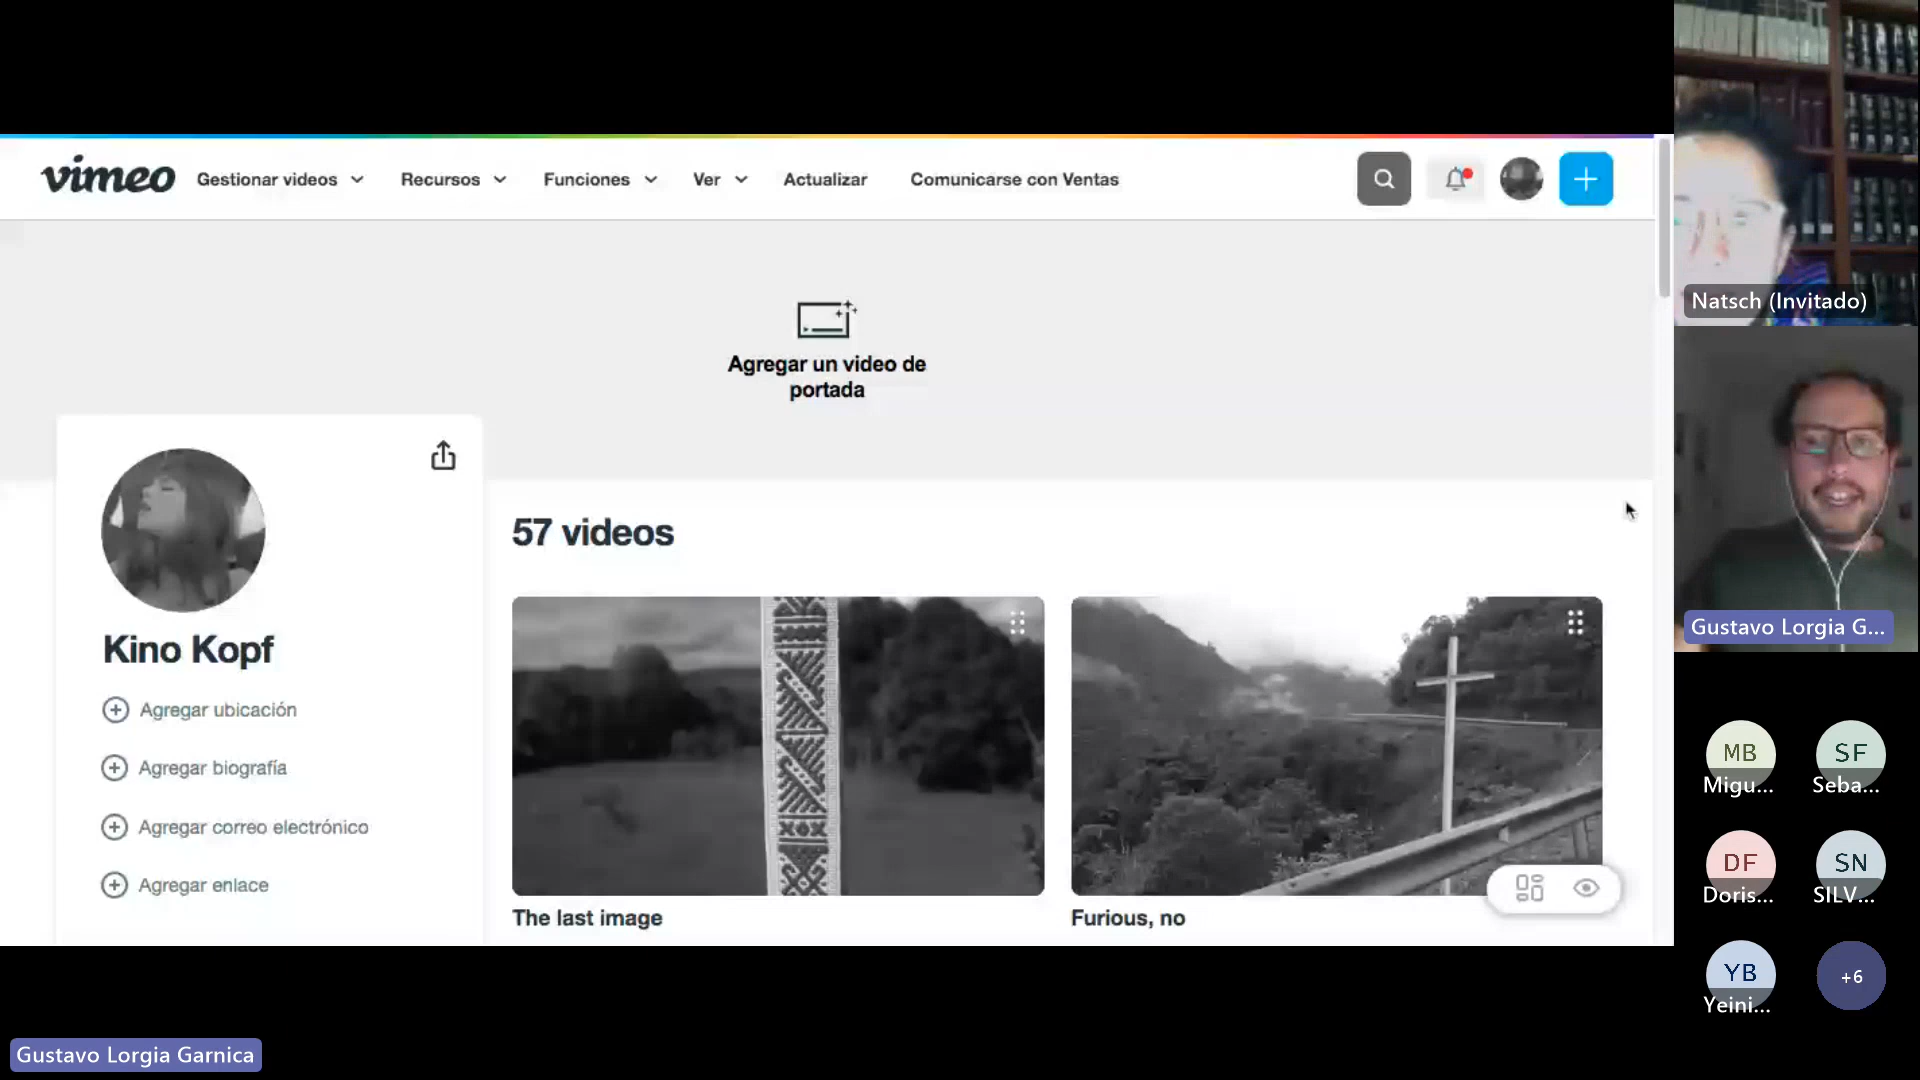 vimeo
Gestionar videos
Recursos
Funciones
Ver
Actualizar
Comunicarse con Ventas
Agregar un video de
portada
Kino Kopf
Agregar ubicación
Agregar biografía
Agregar correo electrónico
Agregar enlace
57 videos
The last image
Furious, no
Natsch (Invitado)
Gustavo Lorgia G...
MB
Migu...
SF
Seba...
DF
Doris...
SN
SILV...
YB
Yeini...
+6
Gustavo Lorgia Garnica